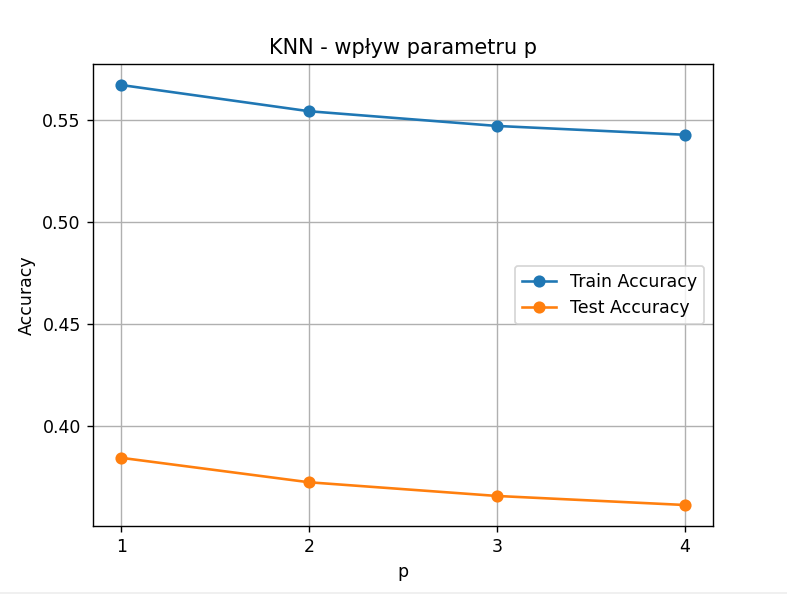 KNN - wpływ parametru p
0.55
0.50
0.45
0.40
Accuracy
Train Accuracy
Test Accuracy
1 2 3 4
p